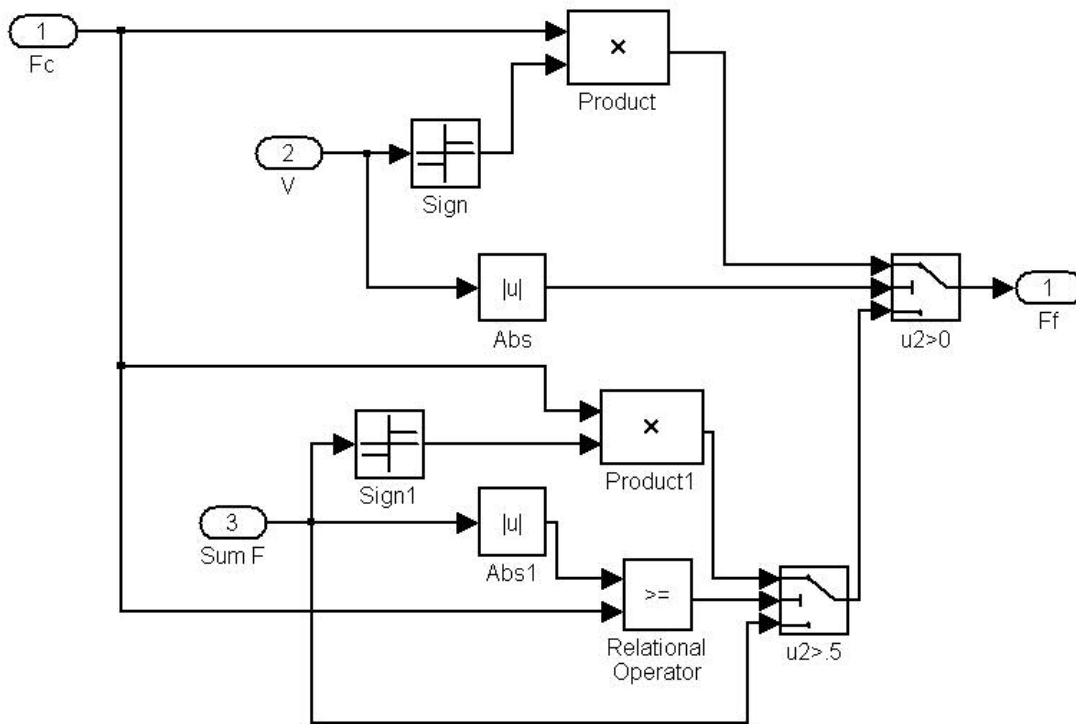 1
Fc
×
Product
2
V
Sign
|u|
Abs
u2>0
1
Ff
Sign1
×
Product1
3
Sum F
|u|
Abs1
>=
Relational
Operator
u2>.5